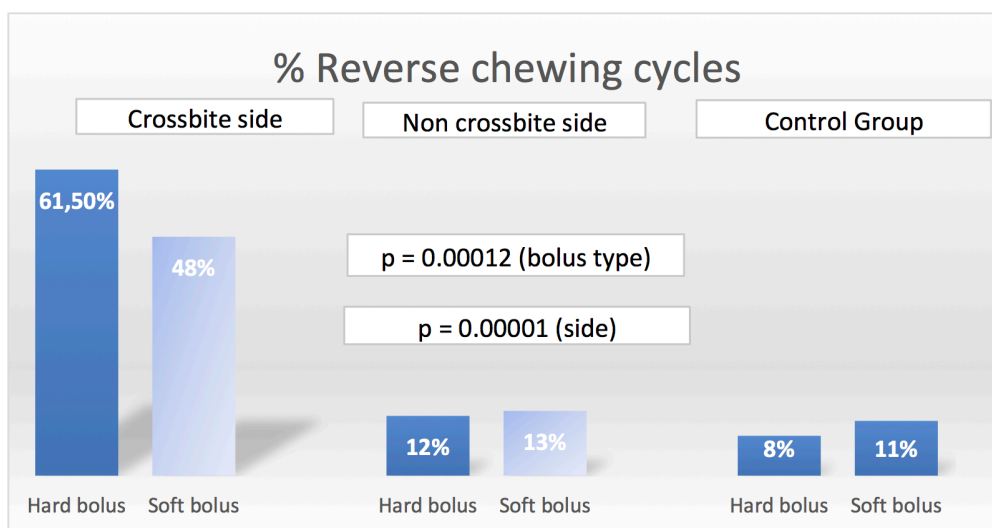 % Reverse chewing cycles
Crossbite side
Non crossbite side
Control Group
61,50%
48%
p = 0.00012 (bolus type)
p = 0.00001 (side)
12%
13%
8%
11%
Hard bolus
Soft bolus
Hard bolus
Soft bolus
Hard bolus
Soft bolus